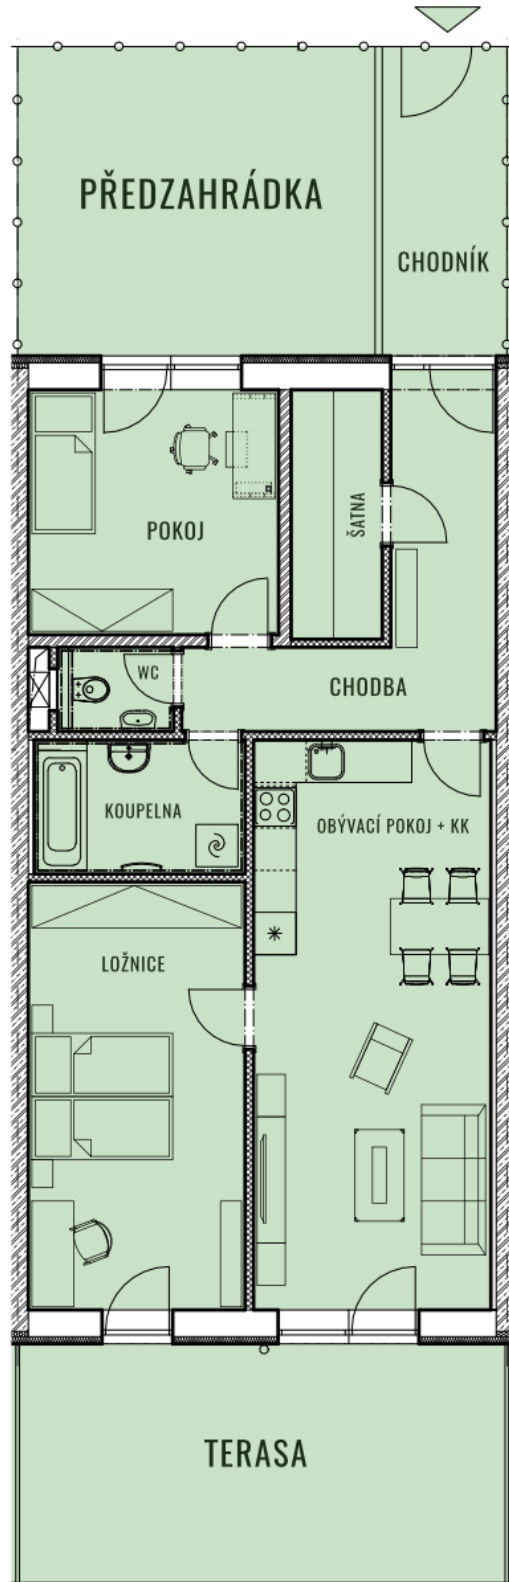 PŘEDZAHRÁDKA
CHODNÍK
POKOJ
ŠATNA
WC
CHODBA
KOUPELNA
OBÝVACÍ POKOJ + KK
LOŽNICE
TERASA